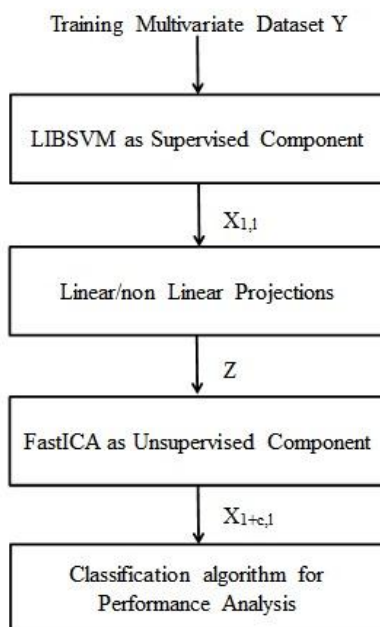 Training Multivariate Dataset Y
LIBSVM as Supervised Component
X1,1
Linear/non Linear Projections
Z
FastICA as Unsupervised Component
X1+c,1
Classification algorithm for
Performance Analysis